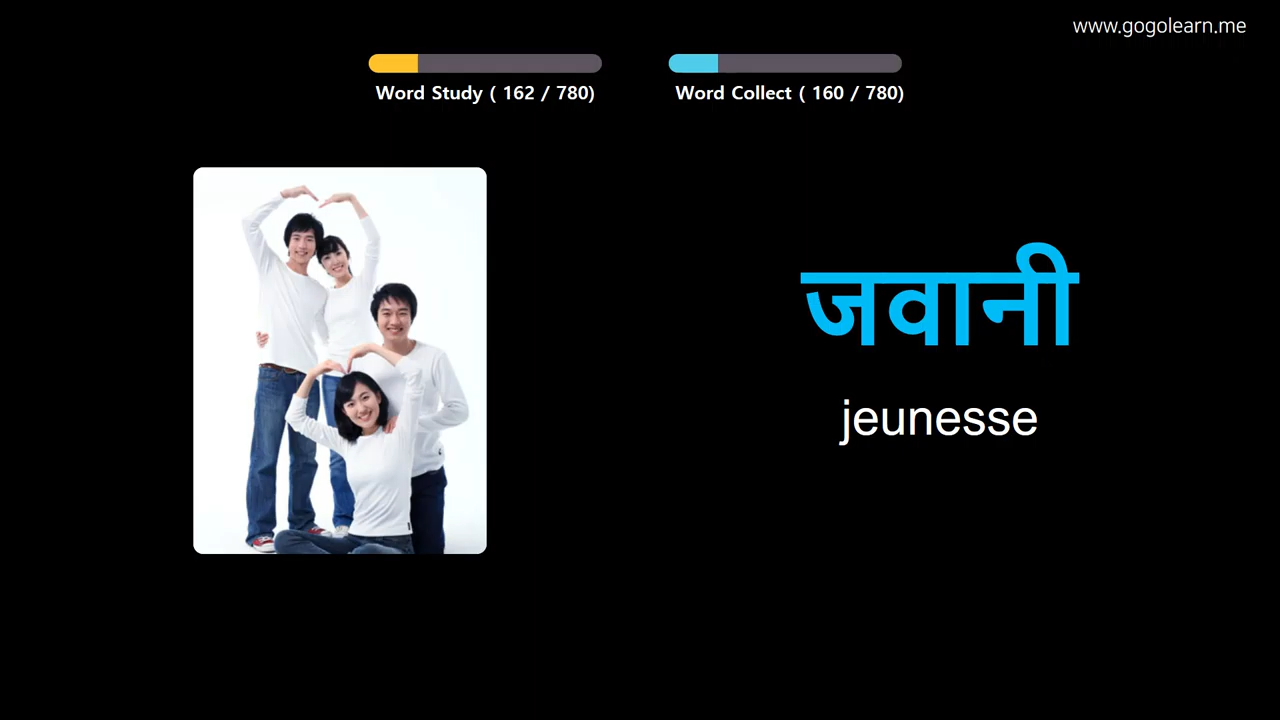 www.gogolearn.me
Word Study ( 162 / 780)
Word Collect ( 160 / 780)
जवानी
jeunesse